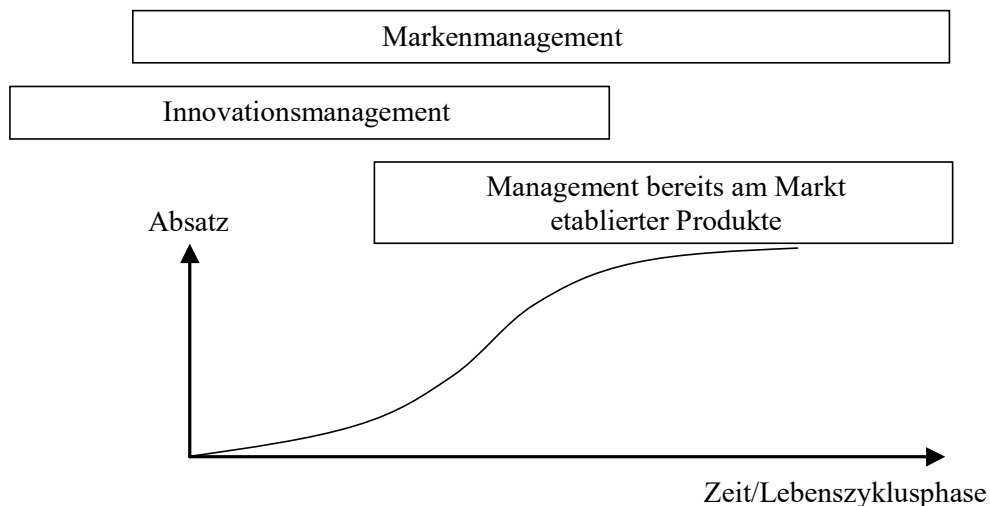 Markenmanagement
Innovationsmanagement
Management bereits am Markt
etablierter Produkte
Absatz
Zeit/Lebenszyklusphase